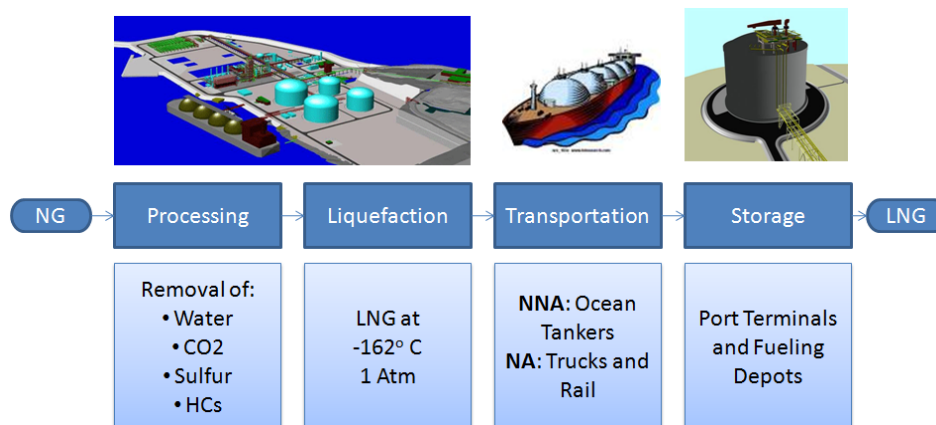 NG
Processing
Liquefaction
Transportation
Storage
LNG
Removal of:
• Water
• CO2
• Sulfur
• HCs
LNG at
-162° C
1 Atm
NNA: Ocean
Tankers
NA: Trucks and
Rail
Port Terminals
and Fueling
Depots